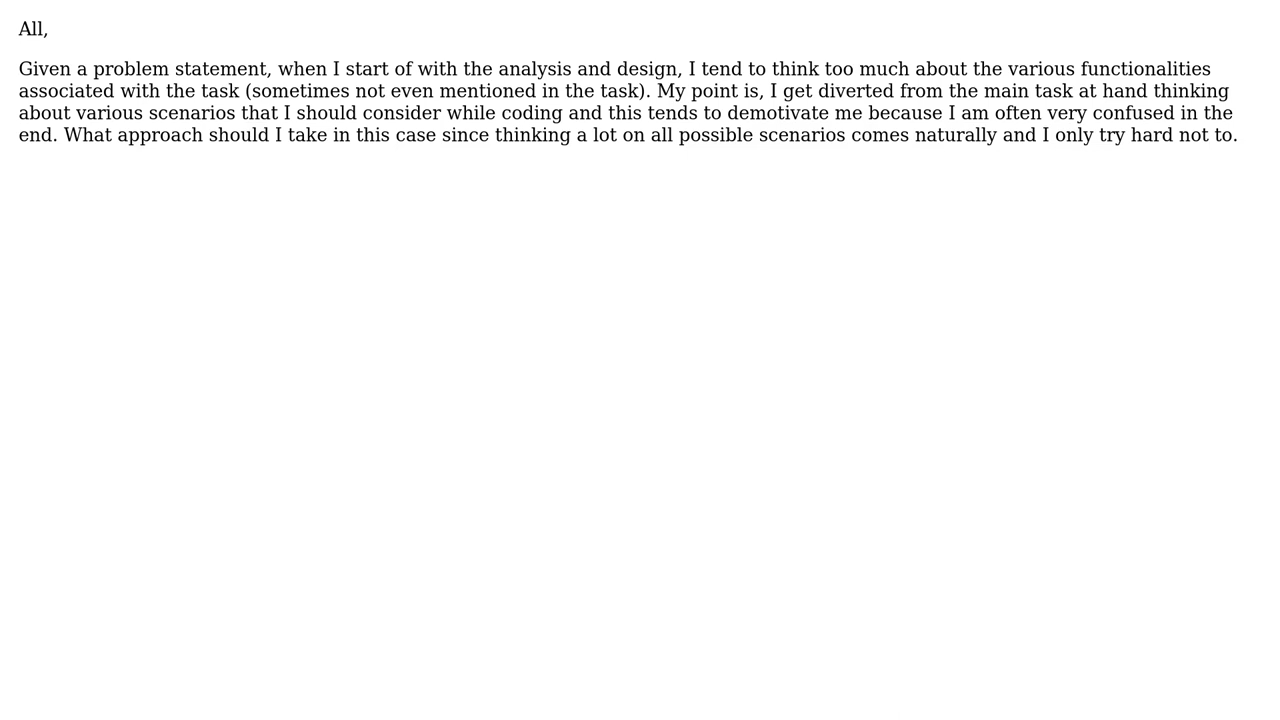 All,
Given a problem statement, when I start of with the analysis and design, I tend to think too much about the various functionalities
associated with the task (sometimes not even mentioned in the task). My point is, I get diverted from the main task at hand thinking
about various scenarios that I should consider while coding and this tends to demotivate me because I am often very confused in the
end. What approach should I take in this case since thinking a lot on all possible scenarios comes naturally and I only try hard not to.